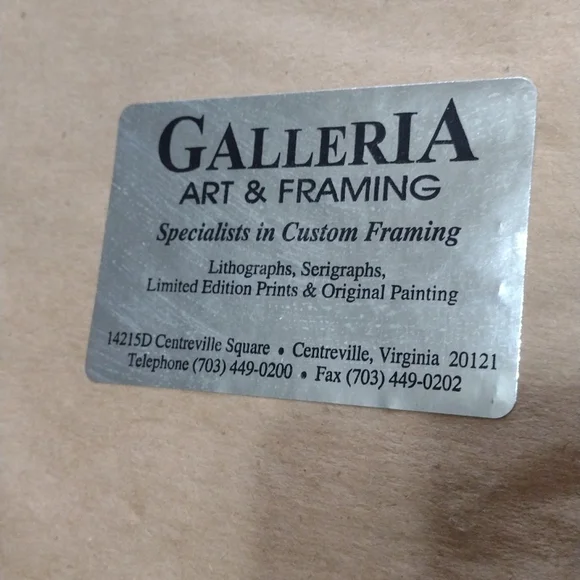 GALLERIA
ART & FRAMING
Specialists in Custom Framing
Lithographs, Serigraphs,
Limited Edition Prints & Original Painting
14215D Centreville Square • Centreville, Virginia 20121
Telephone (703) 449-0200 • Fax (703) 449-0202